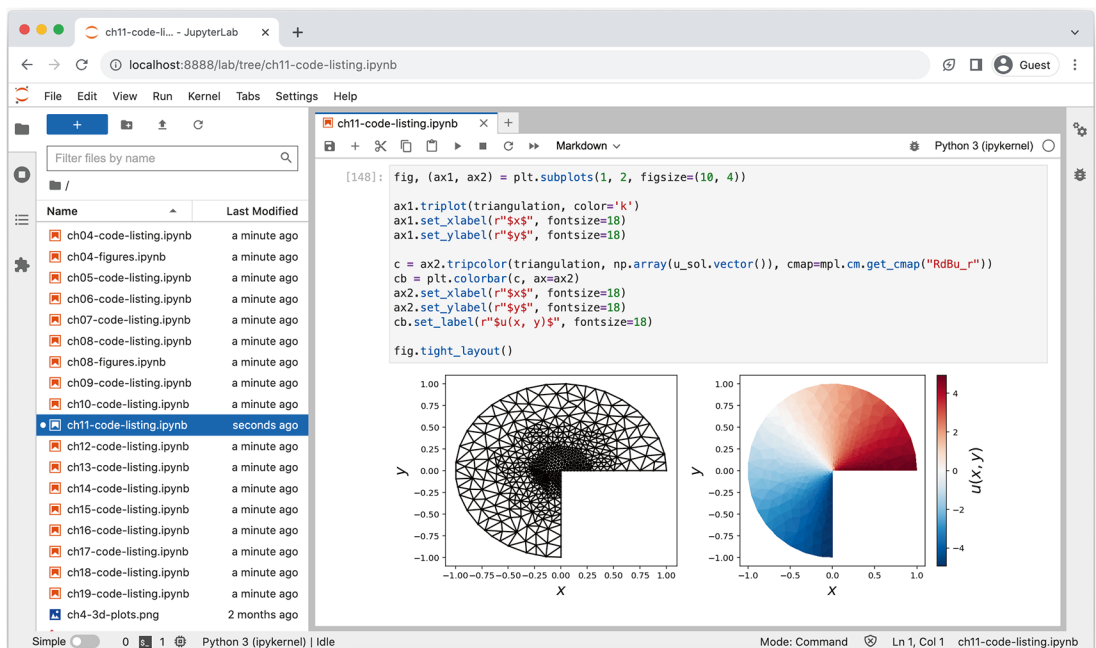 ch11-code-li... - JupyterLab
localhost:8888/lab/tree/ch11-code-listing.ipynb
Guest
File Edit View Run Kernel Tabs Settings Help
Filter files by name
/
Name Last Modified
ch04-code-listing.ipynb a minute ago
ch04-figures.ipynb a minute ago
ch05-code-listing.ipynb a minute ago
ch06-code-listing.ipynb a minute ago
ch07-code-listing.ipynb a minute ago
ch08-code-listing.ipynb a minute ago
ch08-figures.ipynb a minute ago
ch09-code-listing.ipynb a minute ago
ch10-code-listing.ipynb a minute ago
ch11-code-listing.ipynb seconds ago
ch12-code-listing.ipynb a minute ago
ch13-code-listing.ipynb a minute ago
ch14-code-listing.ipynb a minute ago
ch15-code-listing.ipynb a minute ago
ch16-code-listing.ipynb a minute ago
ch17-code-listing.ipynb a minute ago
ch18-code-listing.ipynb a minute ago
ch19-code-listing.ipynb a minute ago
ch4-3d-plots.png 2 months ago
ch11-code-listing.ipynb
Markdown
Python 3 (ipykernel)
[148]: fig, (ax1, ax2) = plt.subplots(1, 2, figsize=(10, 4))
ax1.triplot(triangulation, color='k')
ax1.set_xlabel(r"$x$", fontsize=18)
ax1.set_ylabel(r"$y$", fontsize=18)
c = ax2.tripcolor(triangulation, np.array(u_sol.vector()), cmap=mpl.cm.get_cmap("RdBu_r"))
cb = plt.colorbar(c, ax=ax2)
ax2.set_xlabel(r"$x$", fontsize=18)
ax2.set_ylabel(r"$y$", fontsize=18)
cb.set_label(r"$u(x, y)$", fontsize=18)
fig.tight_layout()
1.00
0.75
0.50
0.25
0.00
−0.25
−0.50
−0.75
−1.00
y
−1.00 −0.75 −0.50 −0.25 0.00 0.25 0.50 0.75 1.00
x
1.00
0.75
0.50
0.25
0.00
−0.25
−0.50
−0.75
−1.00
y
−1.0 −0.5 0.0 0.5 1.0
x
4
2
0
−2
−4
u(x, y)
Simple 0 1 Python 3 (ipykernel) | Idle
Mode: Command Ln 1, Col 1 ch11-code-listing.ipynb